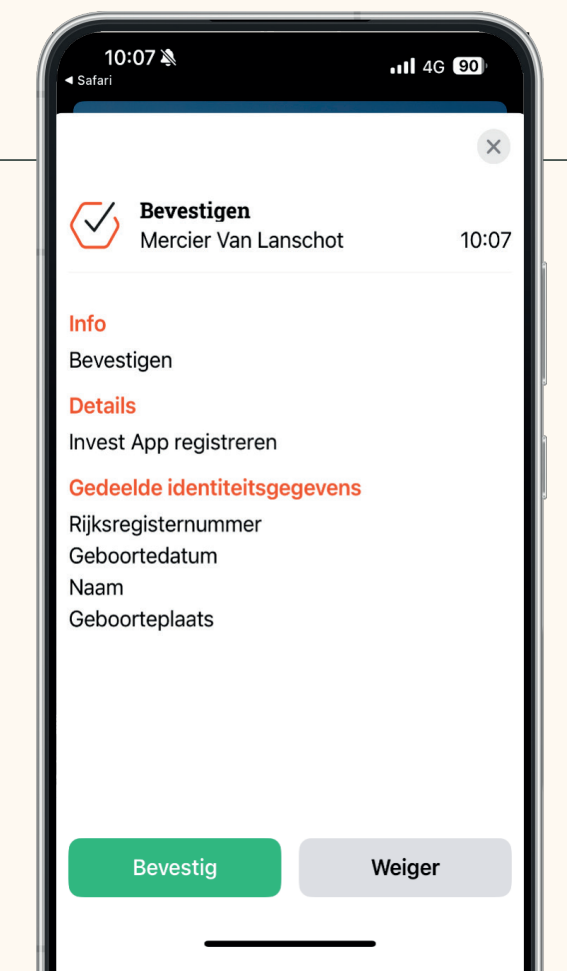 10:07
◀ Safari
4G 90
Bevestigen
Mercier Van Lanschot 10:07
Info
Bevestigen
Details
Invest App registreren
Gedeelde identiteitsgegevens
Rijksregisternummer
Geboortedatum
Naam
Geboorteplaats
Bevestig Weiger